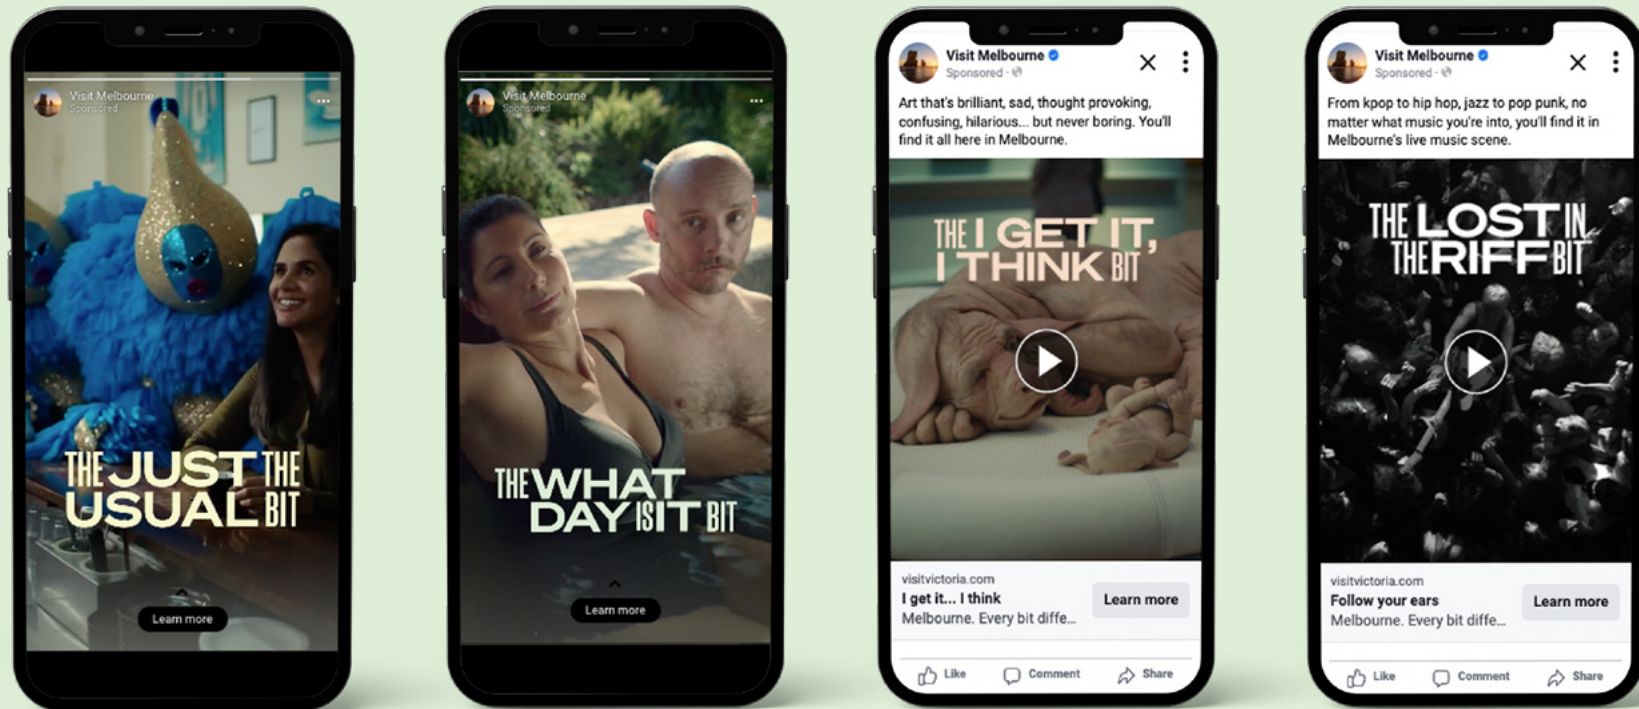 Visit Melbourne
Sponsored
THE JUST THE
USUAL BIT
Learn more
Visit Melbourne
Sponsored
THE WHAT
DAY IS IT BIT
Learn more
Visit Melbourne
Sponsored ·
Art that's brilliant, sad, thought provoking,
confusing, hilarious... but never boring. You'll
find it all here in Melbourne.
THE I GET IT,
I THINK BIT
visitvictoria.com
I get it... I think
Melbourne. Every bit diffe...
Learn more
Like
Comment
Share
Visit Melbourne
Sponsored ·
From kpop to hip hop, jazz to pop punk, no
matter what music you're into, you'll find it in
Melbourne's live music scene.
THE LOST IN
THE RIFF BIT
visitvictoria.com
Follow your ears
Melbourne. Every bit diffe...
Learn more
Like
Comment
Share